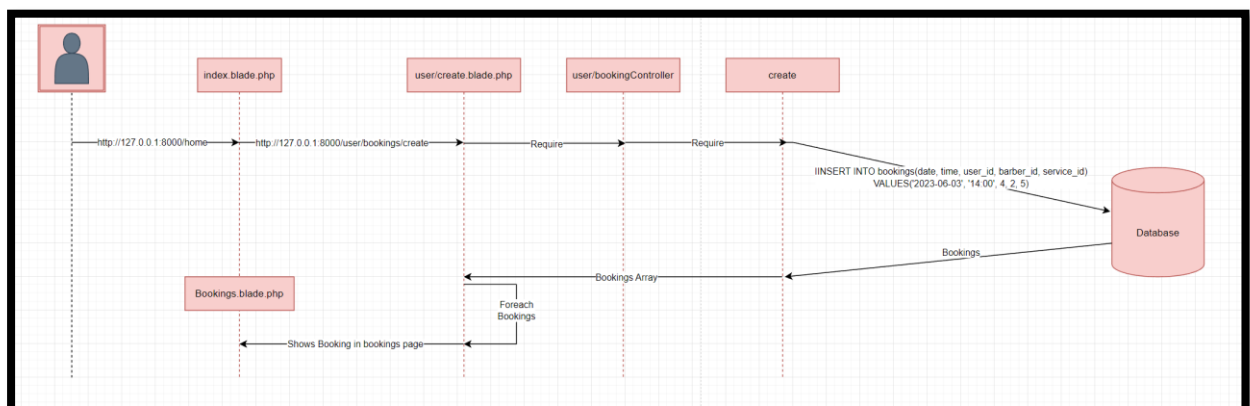 index.blade.php
user/create.blade.php
user/bookingController
create
http://127.0.0.1:8000/home
http://127.0.0.1:8000/user/bookings/create
Require
Require
IINSERT INTO bookings(date, time, user_id, barber_id, service_id)
VALUES('2023-06-03', '14:00', 4, 2, 5)
Database
Bookings
Bookings Array
Bookings.blade.php
Foreach
Bookings
Shows Booking in bookings page